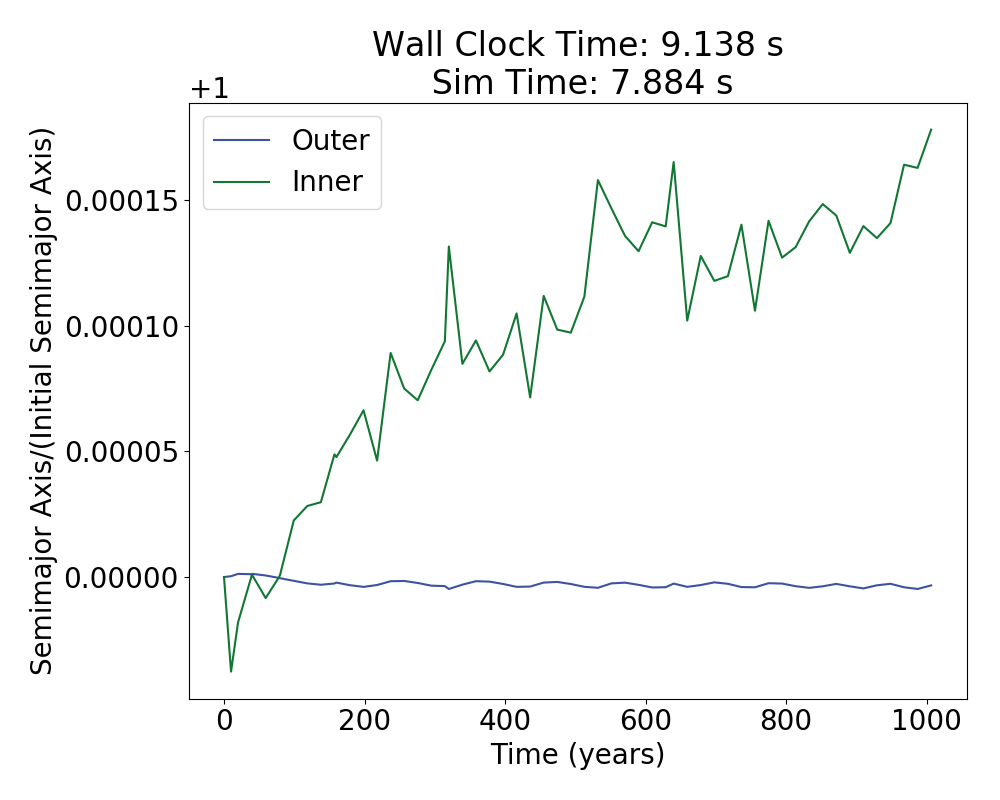 Wall Clock Time: 9.138 s
Sim Time: 7.884 s
+1
Outer
Inner
Semimajor Axis/(Initial Semimajor Axis)
0.00015
0.00010
0.00005
0.00000
0 200 400 600 800 1000
Time (years)